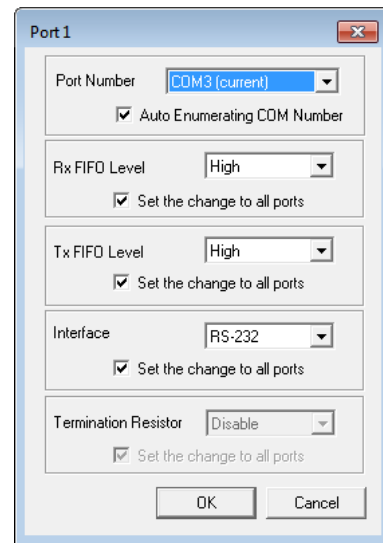 Port 1
Port Number COM3 (current)
Auto Enumerating COM Number
Rx FIFO Level High
Set the change to all ports
Tx FIFO Level High
Set the change to all ports
Interface RS-232
Set the change to all ports
Termination Resistor Disable
Set the change to all ports
OK Cancel